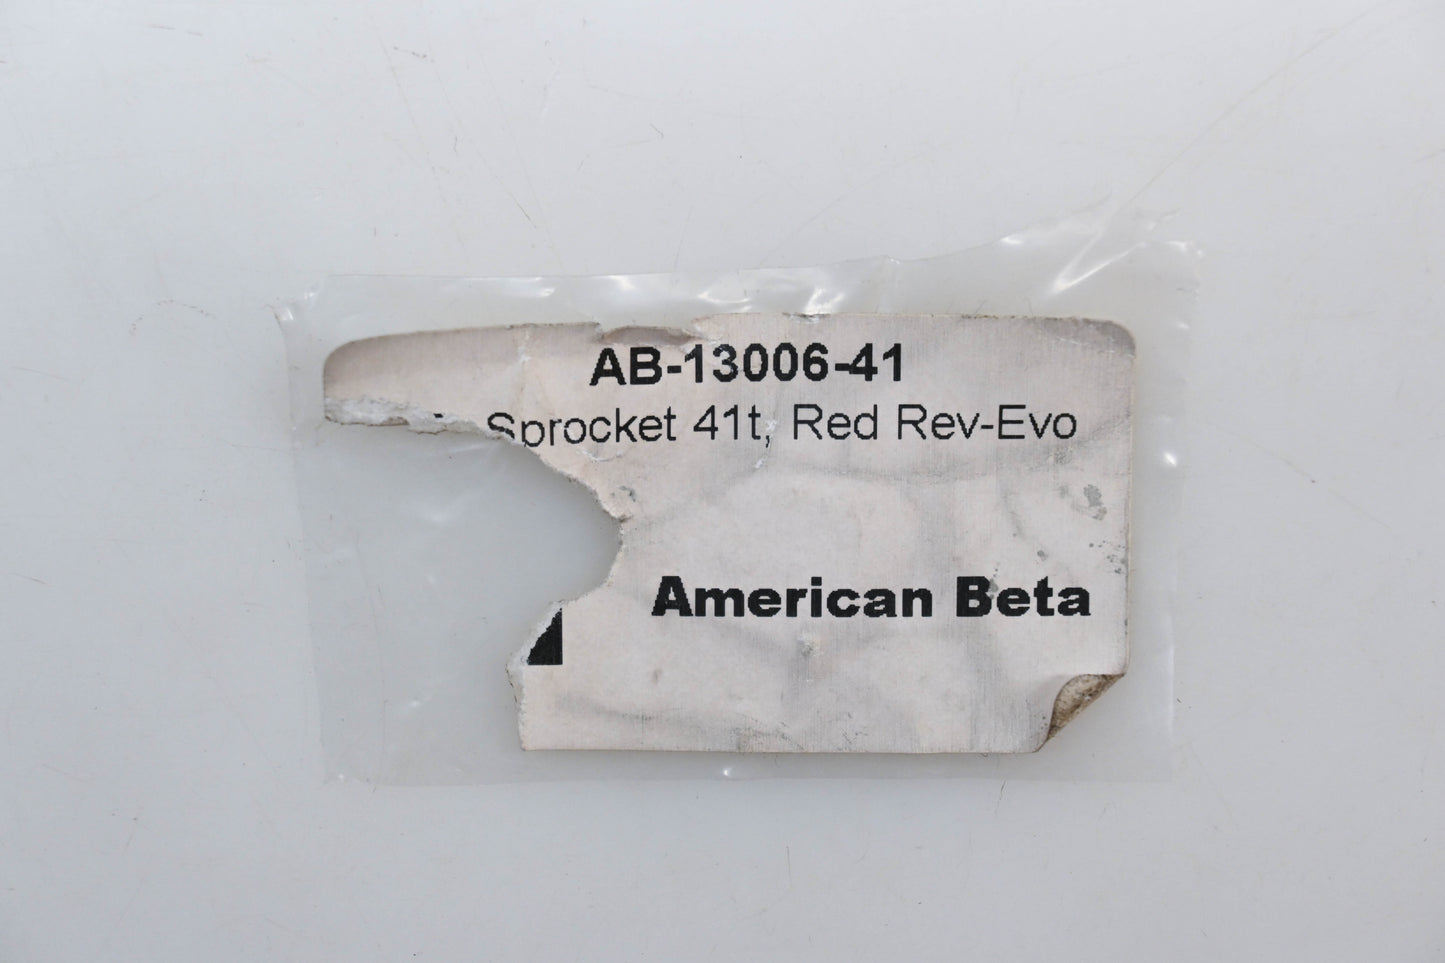 AB-13006-41
Sprocket 41t, Red Rev-Evo
American Beta